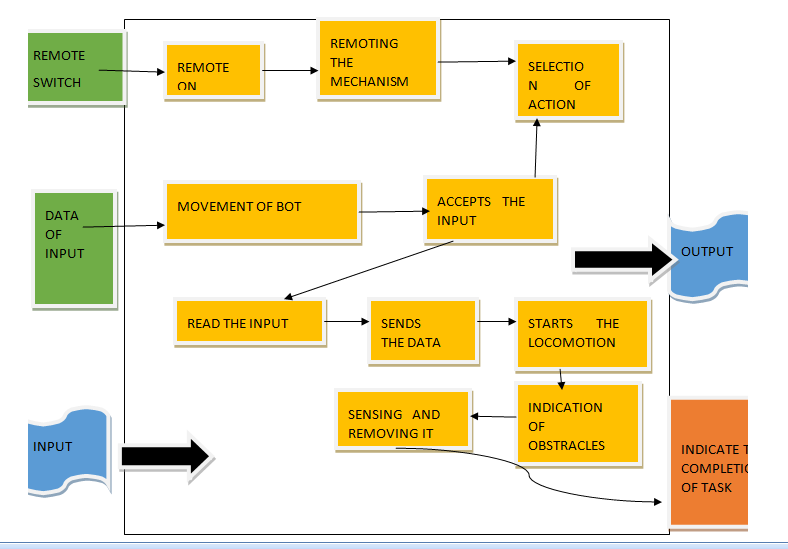 REMOTE
SWITCH
REMOTE
ON
REMOTING
THE
MECHANISM
SELECTIO
N OF
ACTION
DATA
OF
INPUT
MOVEMENT OF BOT
ACCEPTS THE
INPUT
OUTPUT
READ THE INPUT
SENDS
THE DATA
STARTS THE
LOCOMOTION
INPUT
SENSING AND
REMOVING IT
INDICATION
OF
OBSTRACLES
INDICATE T
COMPLETIO
OF TASK